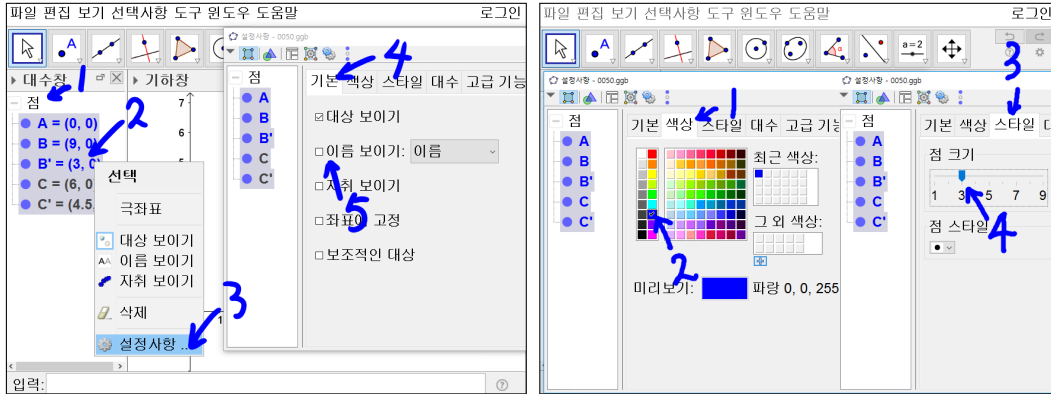 파일 편집 보기 선택사항 도구 윈도우 도움말 로그인
설정사항 - 0050.ggb
대수창 기하창
점
A = (0, 0)
B = (9, 0)
B' = (3, 0)
C = (6, 0)
C' = (4.5,
7
6
선택
극좌표
대상 보이기
이름 보이기
자취 보이기
삭제
설정사항 ...
입력:
점
A
B
B'
C
C'
기본 색상 스타일 대수 고급 기능
대상 보이기
이름 보이기: 이름
자취 보이기
좌표에 고정
보조적인 대상
1
2
3
4
5
파일 편집 보기 선택사항 도구 윈도우 도움말 로그인
a=2
설정사항 - 0050.ggb
점
A
B
B'
C
C'
기본 색상 스타일 대수 고급 기능
최근 색상:
그 외 색상:
미리보기: 파랑 0, 0, 255
1
2
설정사항 - 0050.ggb
점
A
B
B'
C
C'
기본 색상 스타일
점 크기
1 3 5 7 9
점 스타일
3
4